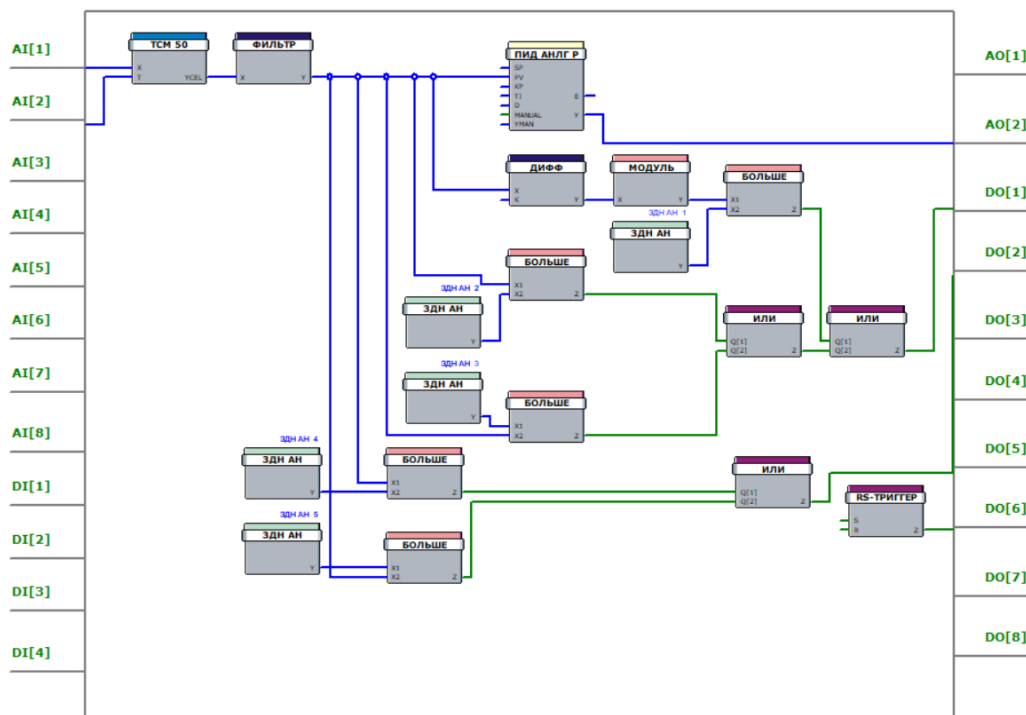 AI[1]
AI[2]
AI[3]
AI[4]
AI[5]
AI[6]
AI[7]
AI[8]
DI[1]
DI[2]
DI[3]
DI[4]
ТСМ 50
X
T YCEL
ФИЛЬТР
X Y
ПИД АНЛГ Р
SP
PV
KP
TI E
D
MANUAL Y
YMAN
ДИФФ
X
K Y
МОДУЛЬ
X Y
БОЛЬШЕ
X1
X2 Z
ЗДН АН 1
ЗДН АН
Y
БОЛЬШЕ
X1
X2 Z
ЗДН АН 2
ЗДН АН
Y
ИЛИ
Q[1]
Q[2] Z
ИЛИ
Q[1]
Q[2] Z
ЗДН АН 3
ЗДН АН
Y
БОЛЬШЕ
X1
X2 Z
ЗДН АН 4
ЗДН АН
Y
БОЛЬШЕ
X1
X2 Z
ИЛИ
Q[1]
Q[2] Z
RS-ТРИГГЕР
S
R Z
ЗДН АН 5
ЗДН АН
Y
БОЛЬШЕ
X1
X2 Z
AO[1]
AO[2]
DO[1]
DO[2]
DO[3]
DO[4]
DO[5]
DO[6]
DO[7]
DO[8]